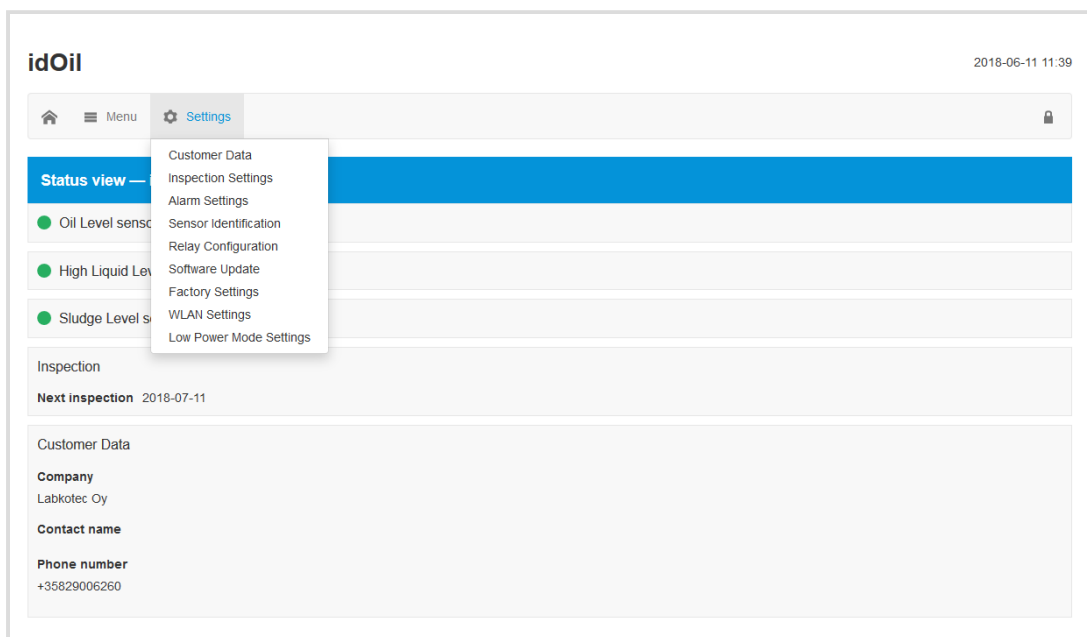 idOil
2018-06-11 11:39
Menu Settings
Customer Data
Inspection Settings
Alarm Settings
Sensor Identification
Relay Configuration
Software Update
Factory Settings
WLAN Settings
Low Power Mode Settings
Status view —
Oil Level
High Liquid
Sludge Level
Inspection
Next inspection 2018-07-11
Customer Data
Company
Labkotec Oy
Contact name
Phone number
+35829006260